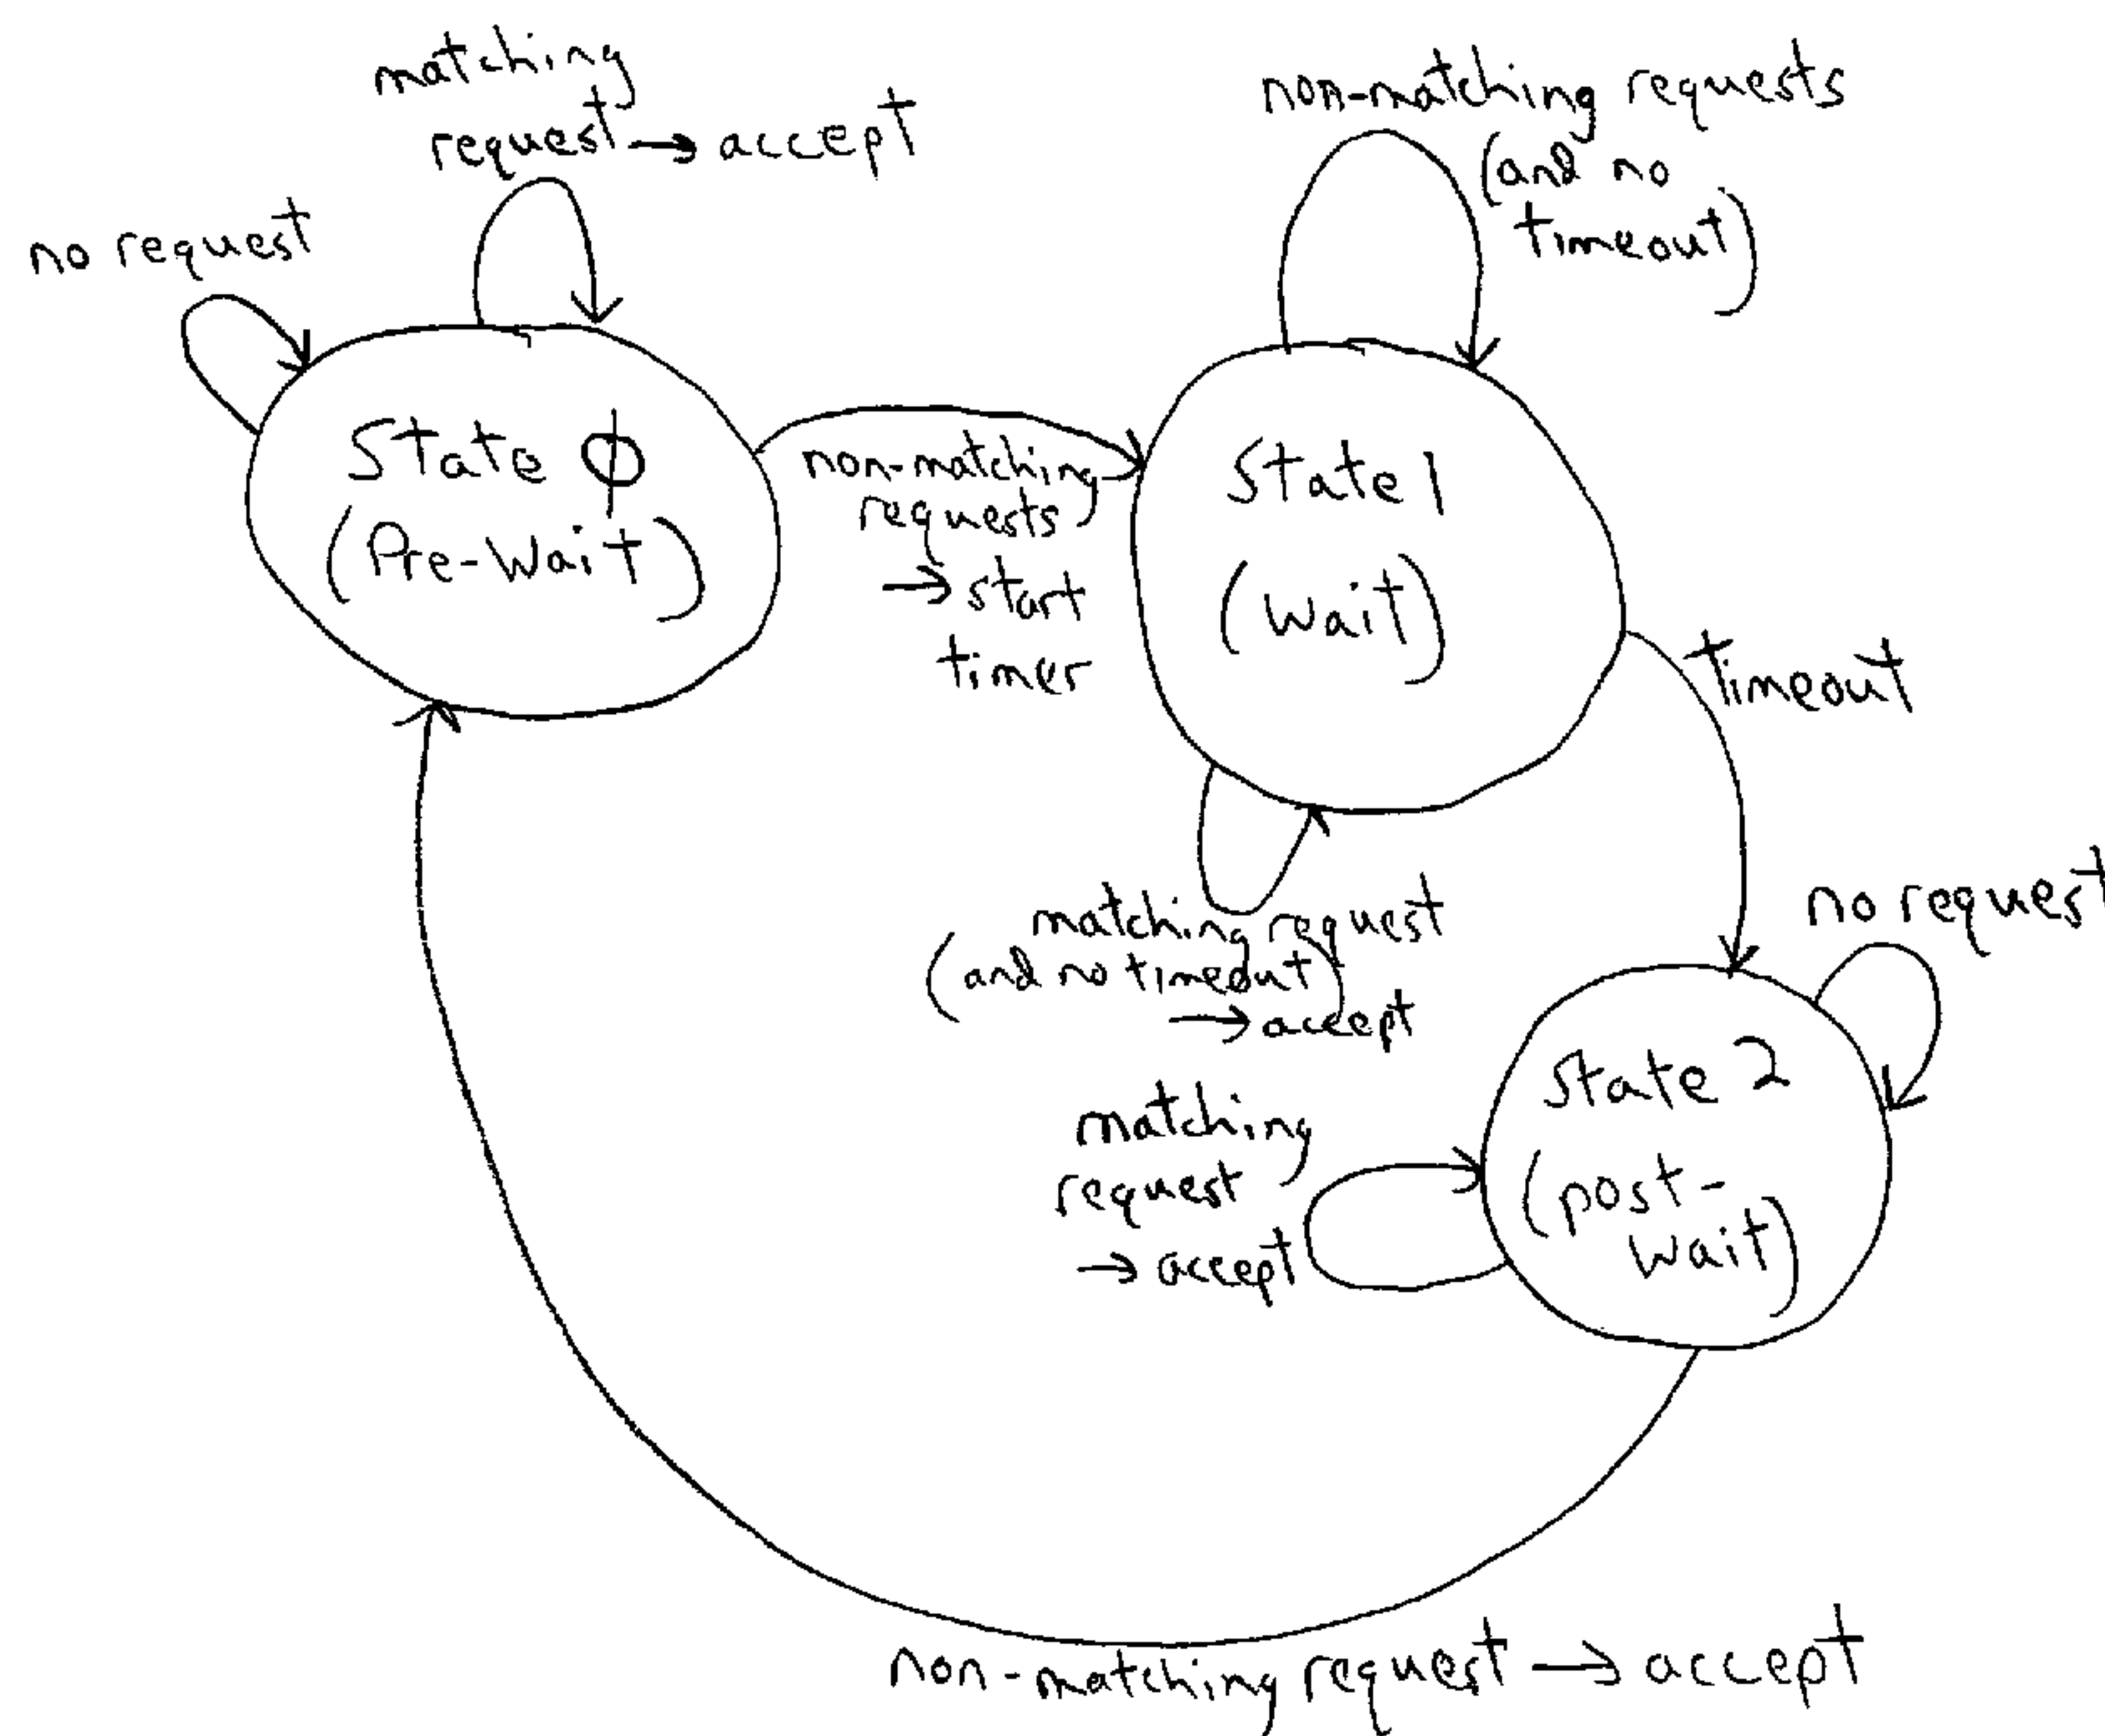 matching
request → accept
no request
non-matching requests
(and no
timeout)
State 0
(Pre-Wait)
non-matching
requests
→ start
timer
State 1
(Wait)
timeout
matching request
(and no timeout)
→ accept
no request
State 2
(post-
wait)
matching
request
→ accept
non-matching request → accept